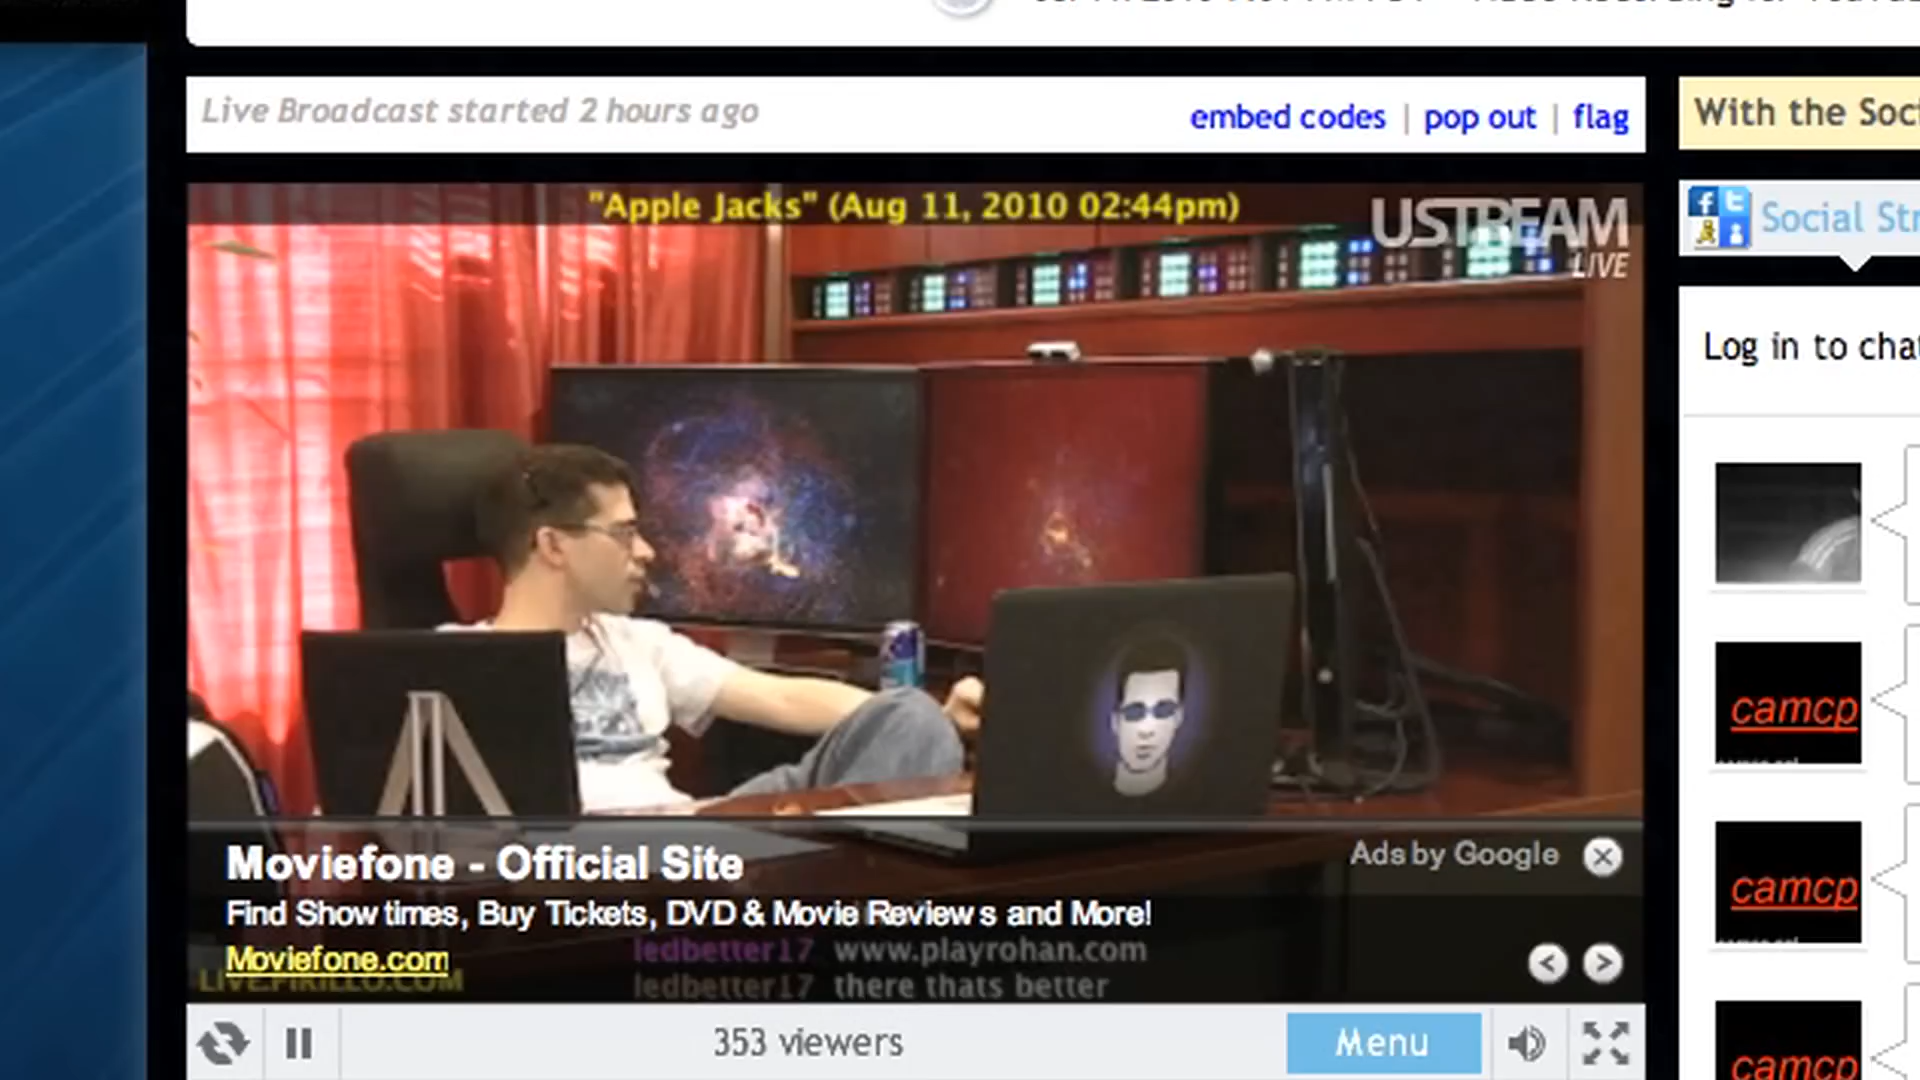 Live Broadcast started 2 hours ago
embed codes | pop out | flag
With the Soci
"Apple Jacks" (Aug 11, 2010 02:44pm)
USTREAM
LIVE
Social Str
Log in to chat
camcp
camcp
camcp
Moviefone - Official Site
Ads by Google
Find Showtimes, Buy Tickets, DVD & Movie Reviews and More!
Moviefone.com
LIVE.PIRILLO.COM
ledbetter17 www.playrohan.com
ledbetter17 there thats better
353 viewers
Menu